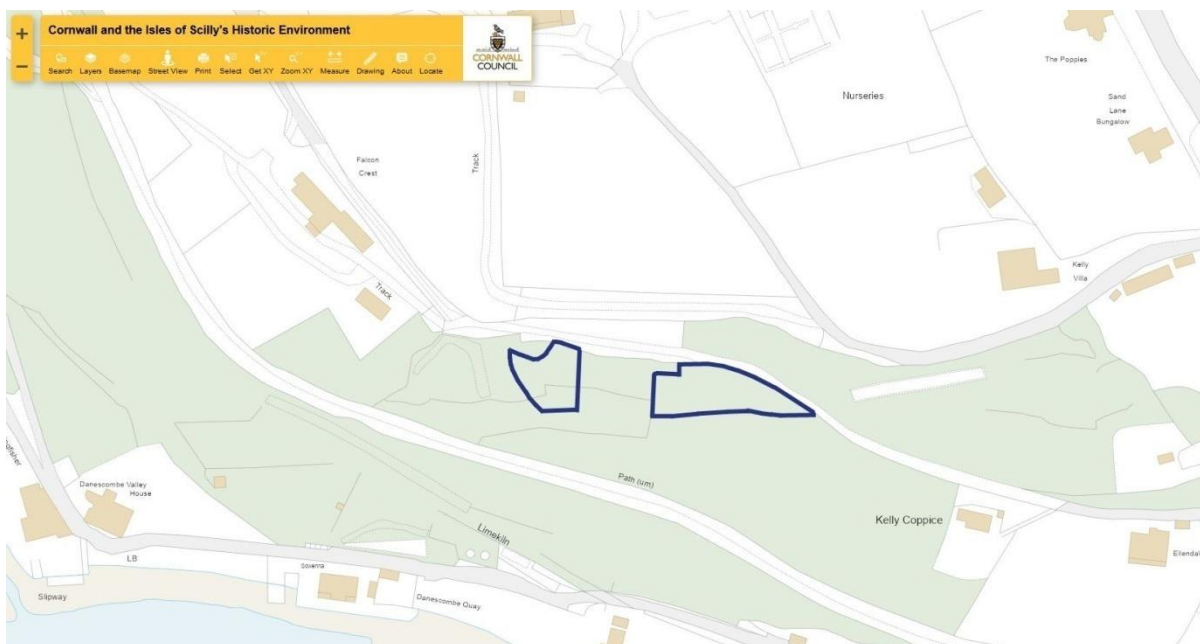 Cornwall and the Isles of Scilly's Historic Environment
Search Layers Basemap Street View Print Select Get XY Zoom XY Measure Drawing About Locate
CORNWALL
COUNCIL
The Poppies
Nurseries
Sand
Lane
Bungalow
Falcon
Crest
Track
Kelly
Villa
Track
Path (um)
Danescombe Valley
House
Limekiln
Kelly Coppice
Ellendale
LB
Slipway
Danescombe Quay